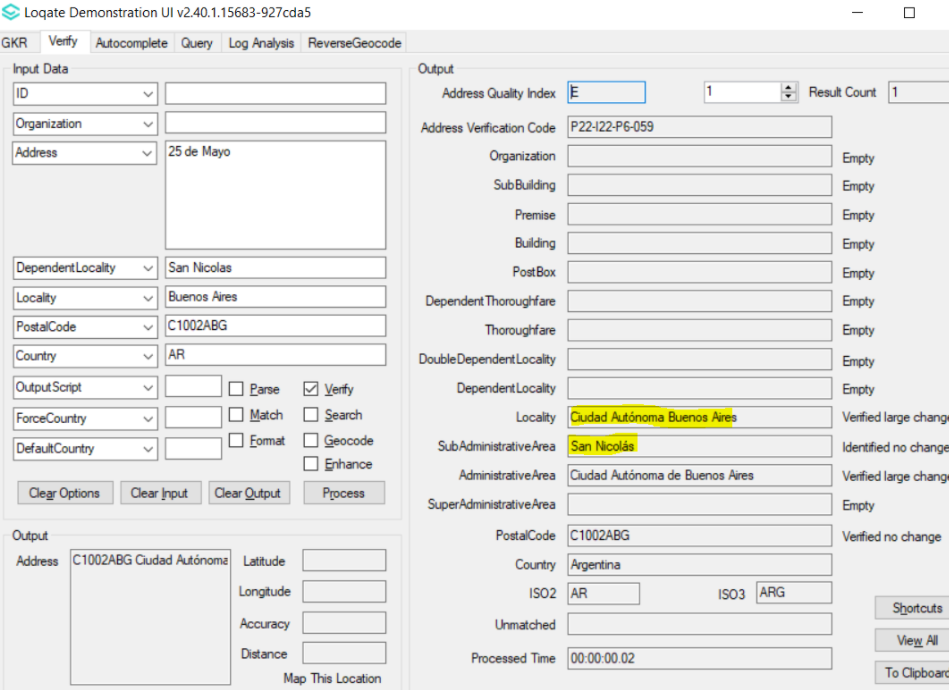 Loqate Demonstration UI v2.40.1.15683-927cda5
GKR Verify Autocomplete Query Log Analysis ReverseGeocode
Input Data
ID
Organization
Address 25 de Mayo
DependentLocality San Nicolas
Locality Buenos Aires
PostalCode C1002ABG
Country AR
OutputScript Parse Verify
ForceCountry Match Search
DefaultCountry Format Geocode
Enhance
Clear Options Clear Input Clear Output Process
Output
Address C1002ABG Ciudad Autónoma
Latitude
Longitude
Accuracy
Distance
Map This Location
Output
Address Quality Index E 1 Result Count 1
Address Verification Code P22-I22-P6-059
Organization Empty
SubBuilding Empty
Premise Empty
Building Empty
PostBox Empty
DependentThoroughfare Empty
Thoroughfare Empty
DoubleDependentLocality Empty
DependentLocality Empty
Locality Ciudad Autónoma Buenos Aires Verified large change
SubAdministrativeArea San Nicolás Identified no change
AdministrativeArea Ciudad Autónoma de Buenos Aires Verified large change
SuperAdministrativeArea Empty
PostalCode C1002ABG Verified no change
Country Argentina
ISO2 AR ISO3 ARG
Unmatched
Processed Time 00:00:00.02
Shortcuts
View All
To Clipboard